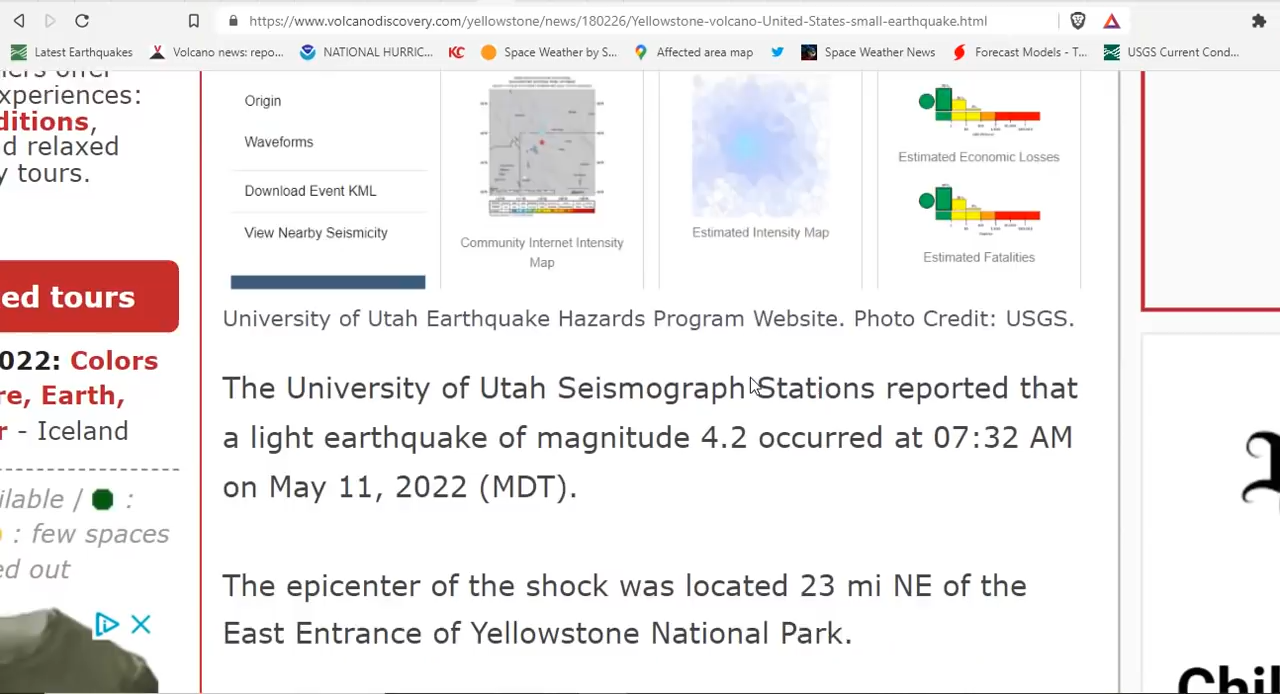 https://www.volcanodiscovery.com/yellowstone/news/180226/Yellowstone-volcano-United-States-small-earthquake.html
Latest Earthquakes
Volcano news: repo...
NATIONAL HURRIC...
KC
Space Weather by S...
Affected area map
Space Weather News
Forecast Models - T...
USGS Current Cond...
offer
xperiences:
ditions,
d relaxed
y tours.
ed tours
022: Colors
re, Earth,
r - Iceland
ilable / :
: few spaces
ed out
Origin
Waveforms
Download Event KML
View Nearby Seismicity
Community Internet Intensity
Map
Estimated Intensity Map
Estimated Economic Losses
Estimated Fatalities
University of Utah Earthquake Hazards Program Website. Photo Credit: USGS.
The University of Utah Seismograph Stations reported that
a light earthquake of magnitude 4.2 occurred at 07:32 AM
on May 11, 2022 (MDT).
The epicenter of the shock was located 23 mi NE of the
East Entrance of Yellowstone National Park.
Chil